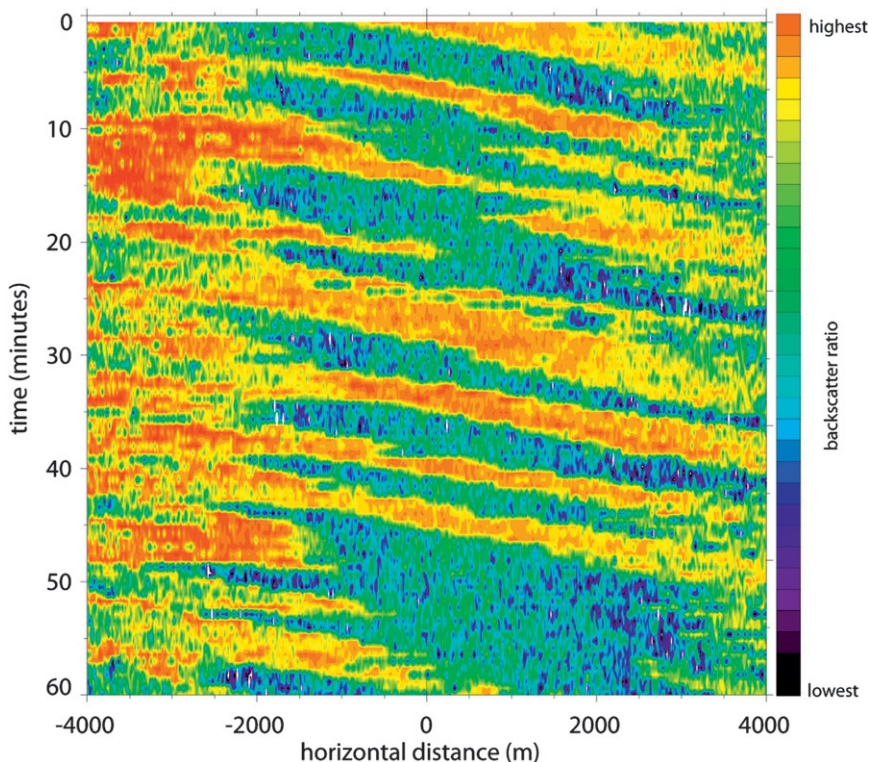 0
10
20
30
40
50
60
time (minutes)
-4000
-2000
0
2000
4000
horizontal distance (m)
highest
backscatter ratio
lowest